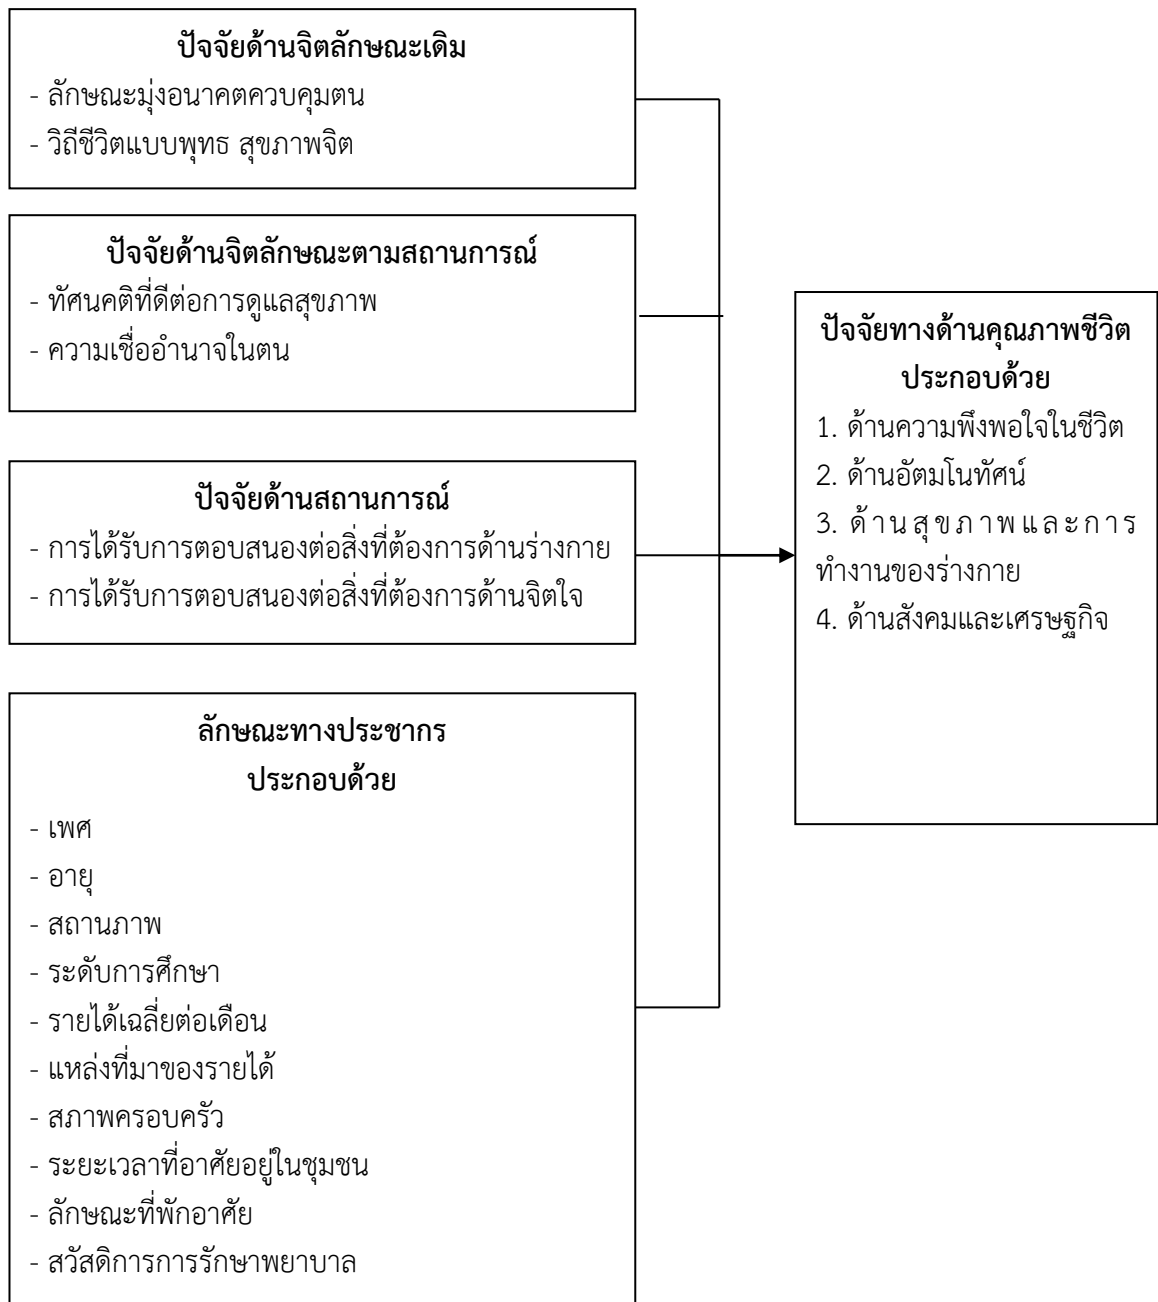 ปัจจัยด้านจิตลักษณะเดิม
- ลักษณะมุ่งอนาคตควบคุมตน
- วิถีชีวิตแบบพุทธ สุขภาพจิต
ปัจจัยด้านจิตลักษณะตามสถานการณ์
- ทัศนคติที่ดีต่อการดูแลสุขภาพ
- ความเชื่ออำนาจในตน
ปัจจัยด้านสถานการณ์
- การได้รับการตอบสนองต่อสิ่งที่ต้องการด้านร่างกาย
- การได้รับการตอบสนองต่อสิ่งที่ต้องการด้านจิตใจ
ลักษณะทางประชากร
ประกอบด้วย
- เพศ
- อายุ
- สถานภาพ
- ระดับการศึกษา
- รายได้เฉลี่ยต่อเดือน
- แหล่งที่มาของรายได้
- สภาพครอบครัว
- ระยะเวลาที่อาศัยอยู่ในชุมชน
- ลักษณะที่พักอาศัย
- สวัสดิการการรักษาพยาบาล
ปัจจัยทางด้านคุณภาพชีวิต
ประกอบด้วย
1. ด้านความพึงพอใจในชีวิต
2. ด้านอัตมโนทัศน์
3. ด้านสุขภาพและการ
ทำงานของร่างกาย
4. ด้านสังคมและเศรษฐกิจ